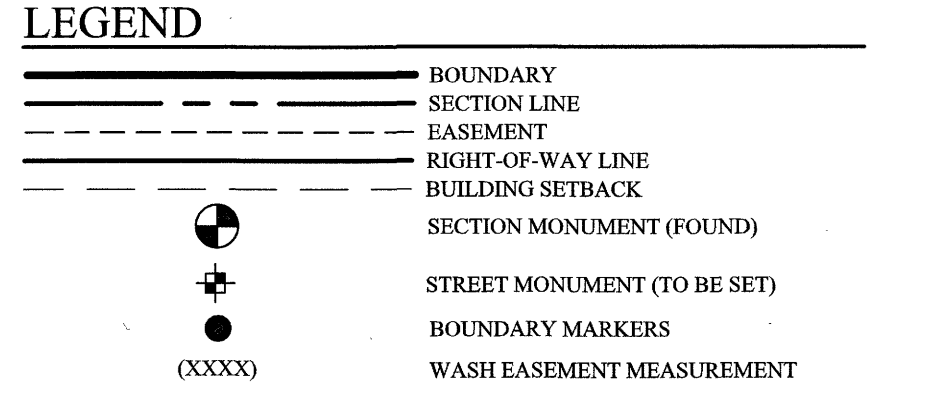 LEGEND
BOUNDARY
SECTION LINE
EASEMENT
RIGHT-OF-WAY LINE
BUILDING SETBACK
SECTION MONUMENT (FOUND)
STREET MONUMENT (TO BE SET)
BOUNDARY MARKERS
(XXXX) WASH EASEMENT MEASUREMENT